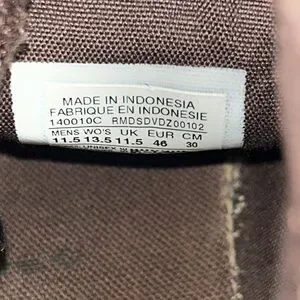 MADE IN INDONESIA
FABRIQUE EN INDONESIE
140010C RMDSDVDZ00102
MENS WO'S UK EUR CM
11.5 13.5 11.5 46 30